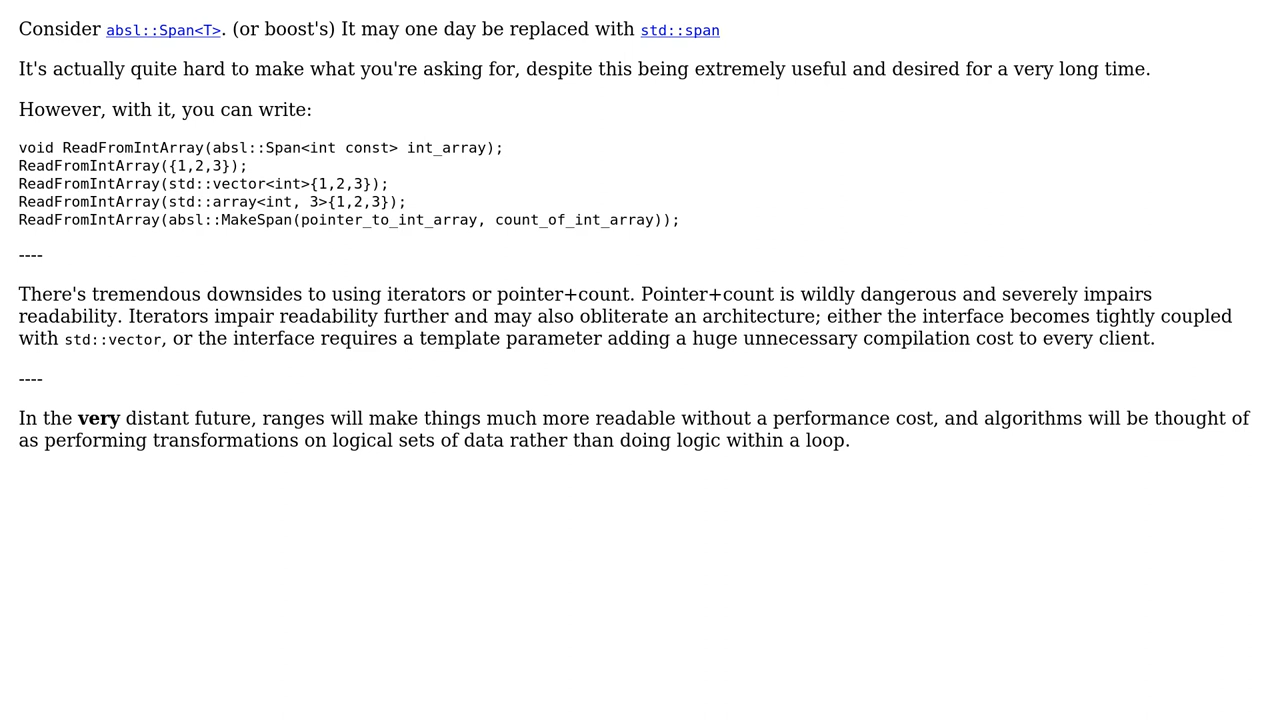 Consider absl::Span<T>. (or boost's) It may one day be replaced with std::span
It's actually quite hard to make what you're asking for, despite this being extremely useful and desired for a very long time.
However, with it, you can write:
void ReadFromIntArray(absl::Span<int const> int_array);
ReadFromIntArray({1,2,3});
ReadFromIntArray(std::vector<int>{1,2,3});
ReadFromIntArray(std::array<int, 3>{1,2,3});
ReadFromIntArray(absl::MakeSpan(pointer_to_int_array, count_of_int_array));
----
There's tremendous downsides to using iterators or pointer+count. Pointer+count is wildly dangerous and severely impairs
readability. Iterators impair readability further and may also obliterate an architecture; either the interface becomes tightly coupled
with std::vector, or the interface requires a template parameter adding a huge unnecessary compilation cost to every client.
----
In the very distant future, ranges will make things much more readable without a performance cost, and algorithms will be thought of
as performing transformations on logical sets of data rather than doing logic within a loop.